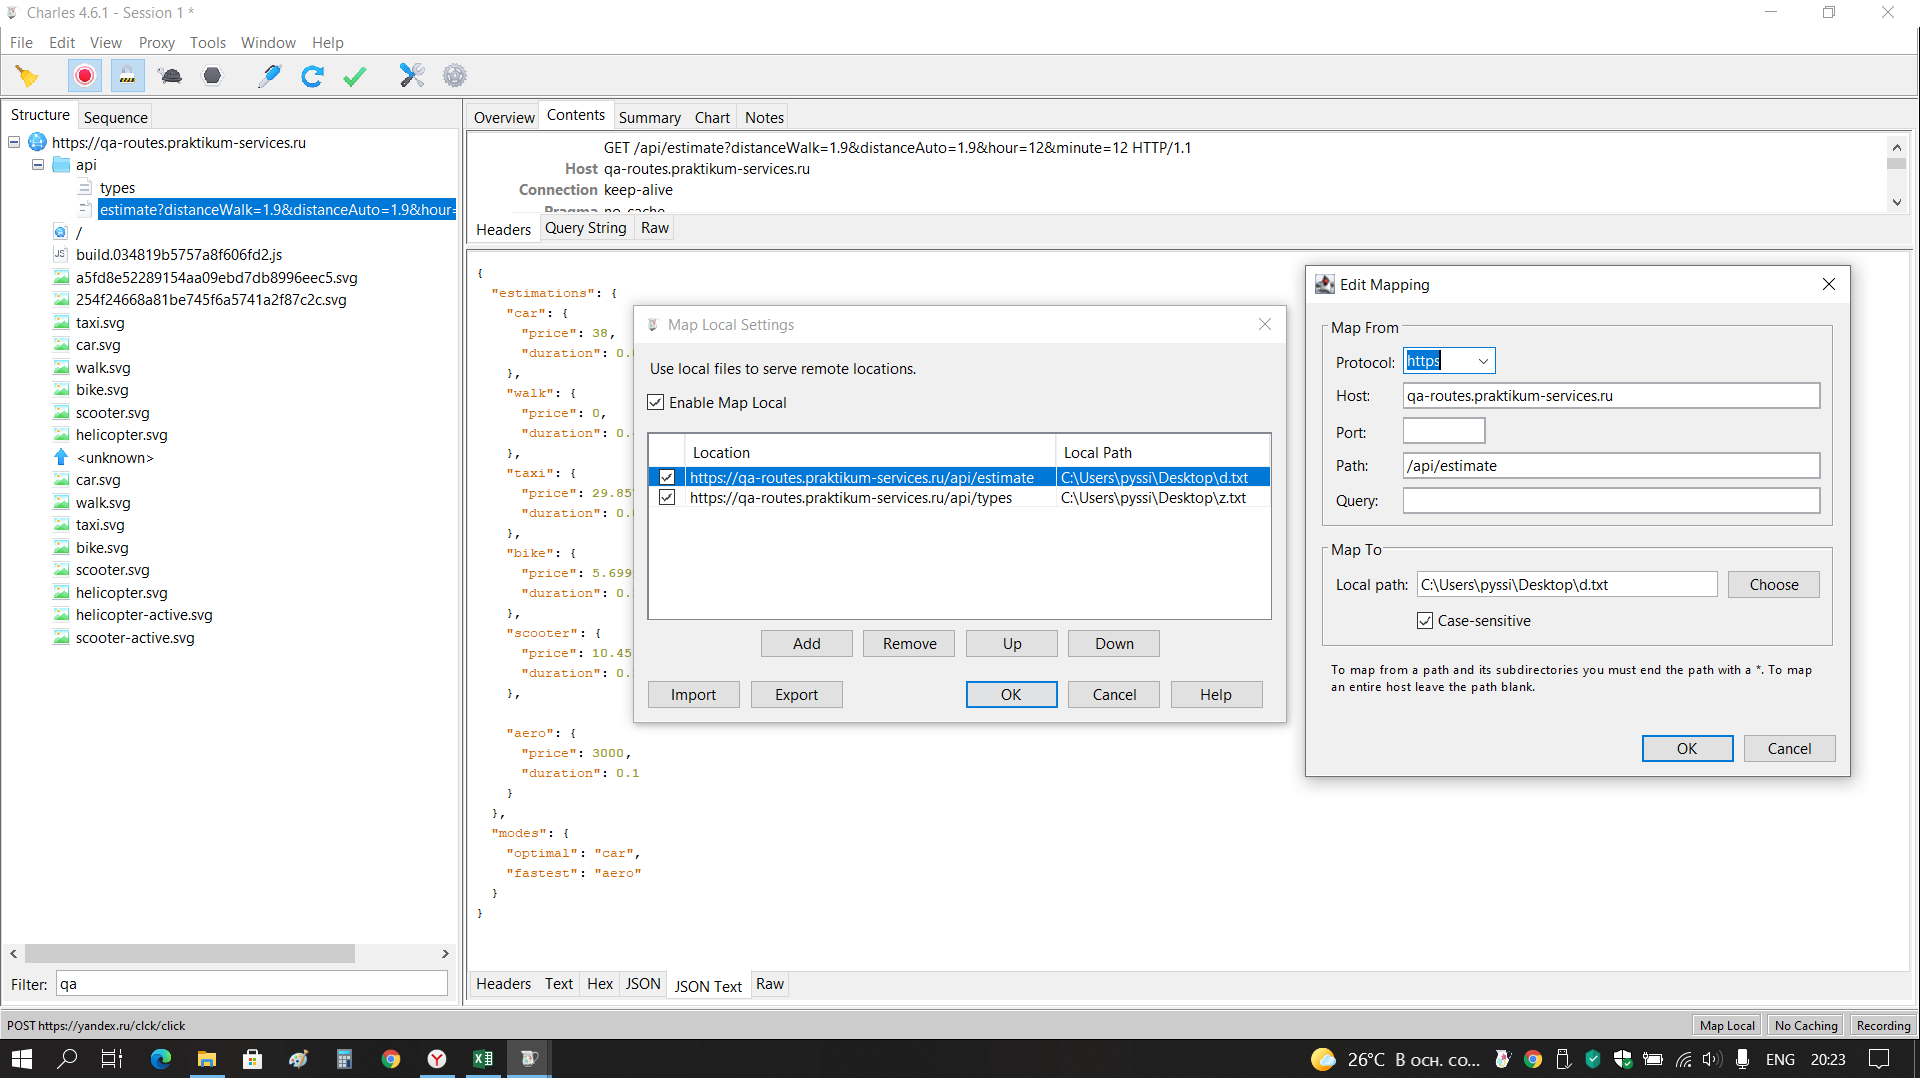 Charles 4.6.1 - Session 1 *
File Edit View Proxy Tools Window Help
Structure Sequence
https://qa-routes.praktikum-services.ru
api
types
estimate?distanceWalk=1.9&distanceAuto=1.9&hour=
/
build.034819b5757a8f606fd2.js
a5fd8e52289154aa09ebd7db8996eec5.svg
254f24668a81be745f6a5741a2f87c2c.svg
taxi.svg
car.svg
walk.svg
bike.svg
scooter.svg
helicopter.svg
<unknown>
car.svg
walk.svg
taxi.svg
bike.svg
scooter.svg
helicopter.svg
helicopter-active.svg
scooter-active.svg
Filter: qa
Overview Contents Summary Chart Notes
GET /api/estimate?distanceWalk=1.9&distanceAuto=1.9&hour=12&minute=12 HTTP/1.1
Host qa-routes.praktikum-services.ru
Connection keep-alive
Pragma no-cache
Headers Query String Raw
{
"estimations": {
"car": {
"price": 38,
"duration": 0.
},
"walk": {
"price": 0,
"duration": 0.
},
"taxi": {
"price": 29.85
"duration": 0.
},
"bike": {
"price": 5.699
"duration": 0.
},
"scooter": {
"price": 10.45
"duration": 0.
},
"aero": {
"price": 3000,
"duration": 0.1
}
},
"modes": {
"optimal": "car",
"fastest": "aero"
}
}
Headers Text Hex JSON JSON Text Raw
Map Local Settings
Use local files to serve remote locations.
Enable Map Local
Location Local Path
https://qa-routes.praktikum-services.ru/api/estimate C:\Users\pyssi\Desktop\d.txt
https://qa-routes.praktikum-services.ru/api/types C:\Users\pyssi\Desktop\z.txt
Add Remove Up Down
Import Export OK Cancel Help
Edit Mapping
Map From
Protocol: https
Host: qa-routes.praktikum-services.ru
Port:
Path: /api/estimate
Query:
Map To
Local path: C:\Users\pyssi\Desktop\d.txt Choose
Case-sensitive
To map from a path and its subdirectories you must end the path with a *. To map
an entire host leave the path blank.
OK Cancel
POST https://yandex.ru/clck/click
Map Local No Caching Recording
26°C В осн. со... ENG 20:23